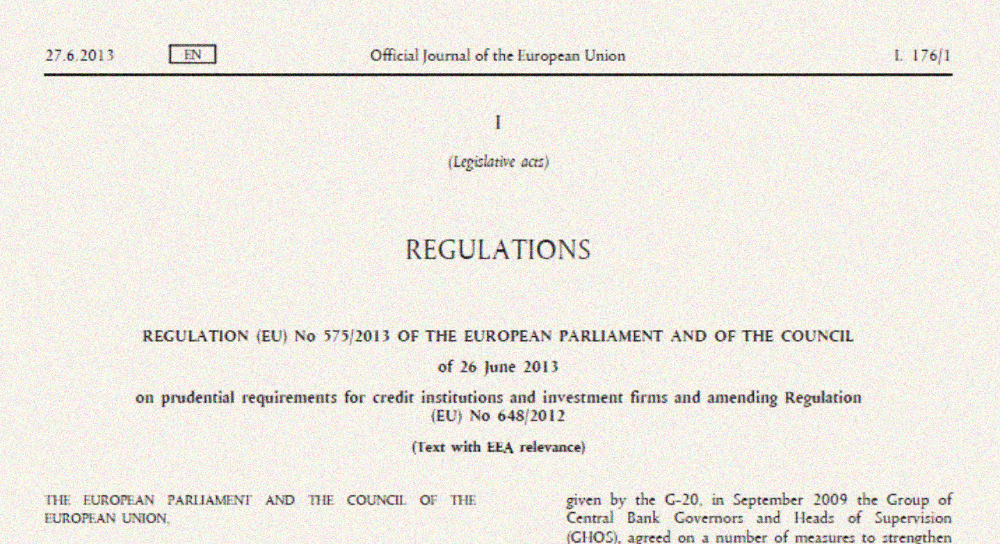 27.6.2013 EN Official Journal of the European Union L 176/1
I
(Legislative acts)
REGULATIONS
REGULATION (EU) No 575/2013 OF THE EUROPEAN PARLIAMENT AND OF THE COUNCIL
of 26 June 2013
on prudential requirements for credit institutions and investment firms and amending Regulation
(EU) No 648/2012
(Text with EEA relevance)
THE EUROPEAN PARLIAMENT AND THE COUNCIL OF THE
EUROPEAN UNION,
given by the G-20, in September 2009 the Group of
Central Bank Governors and Heads of Supervision
(GHOS), agreed on a number of measures to strengthen